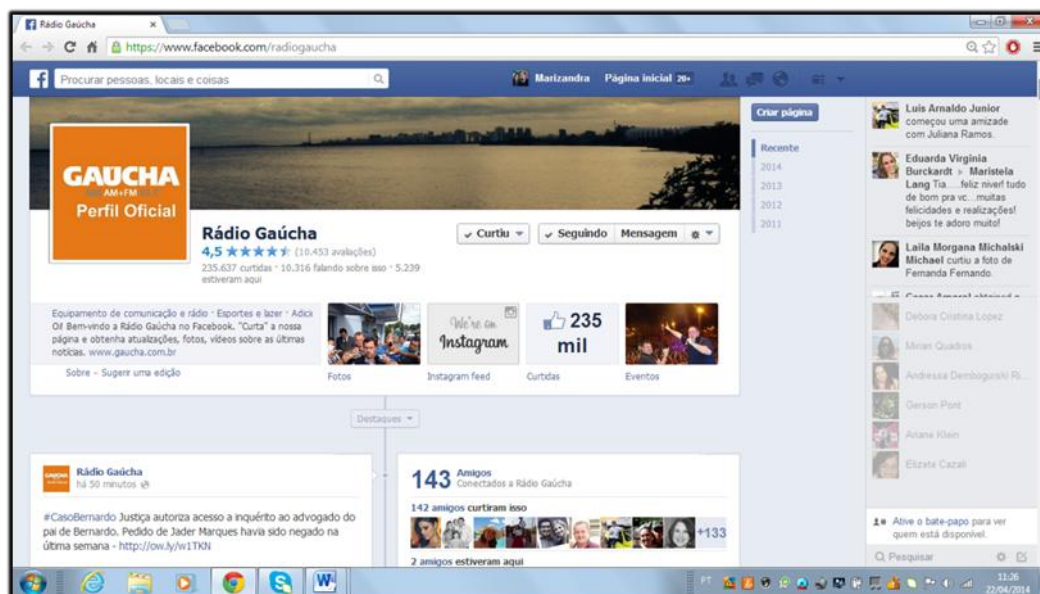 Rádio Gaúcha
https://www.facebook.com/radiogaucha
Procurar pessoas, locais e coisas
Marizandra Página inicial 20+
GAÚCHA
AM+FM
Perfil Oficial
Rádio Gaúcha
4,5 (10.453 avaliações)
235.637 curtidas · 10.316 falando sobre isso · 5.239
estiveram aqui
Curtiu
Seguindo Mensagem
Equipamento de comunicação e rádio · Esportes e lazer · Adici
Oi! Bem-vindo a Rádio Gaúcha no Facebook. "Curta" a nossa
página e obtenha atualizações, fotos, vídeos sobre as últimas
notícias. www.gaucha.com.br
Sobre – Sugerir uma edição
Fotos
We're on
Instagram
Instagram feed
235
mil
Curtidas
Eventos
Destaques
Rádio Gaúcha
há 50 minutos
#CasoBernardo Justiça autoriza acesso a inquérito ao advogado do
pai de Bernardo. Pedido de Jader Marques havia sido negado na
última semana - http://ow.ly/w1TKN
143 Amigos
Conectados a Rádio Gaúcha
142 amigos curtiram isso
+133
2 amigos estiveram aqui
Criar página
Recente
2014
2013
2012
2011
Luis Arnaldo Junior
começou uma amizade
com Juliana Ramos.
Eduarda Virginia
Burckardt ▸ Maristela
Lang Tia.....feliz niver! tudo
de bom pra vc...muitas
felicidades e realizações!
beijos te adoro muito!
Laila Morgana Michalski
Michael curtiu a foto de
Fernanda Fernando.
Debora Cristina Lopez
Mirian Quadros
Andressa Dembogurski Ri...
Gerson Pont
Ariane Klein
Elizete Cazali
Ative o bate-papo para ver
quem está disponível.
Pesquisar
PT
11:26
22/04/2014